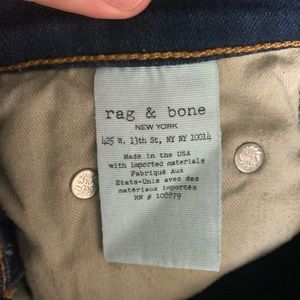 rag & bone
NEW YORK
425 W. 13th St, NY NY 10014
Made in the USA
with imported materials
Fabriqué Aux
Etats-Unis avec des
matériaux importés
RN # 108879